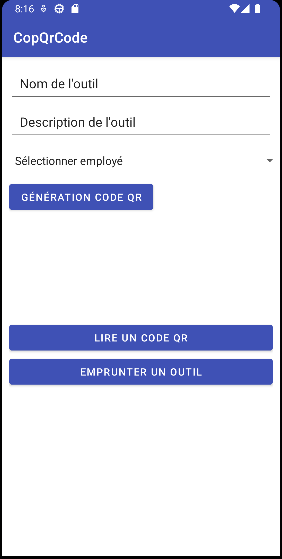 8:16
CopQrCode
Nom de l'outil
Description de l'outil
Sélectionner employé
GÉNÉRATION CODE QR
LIRE UN CODE QR
EMPRUNTER UN OUTIL